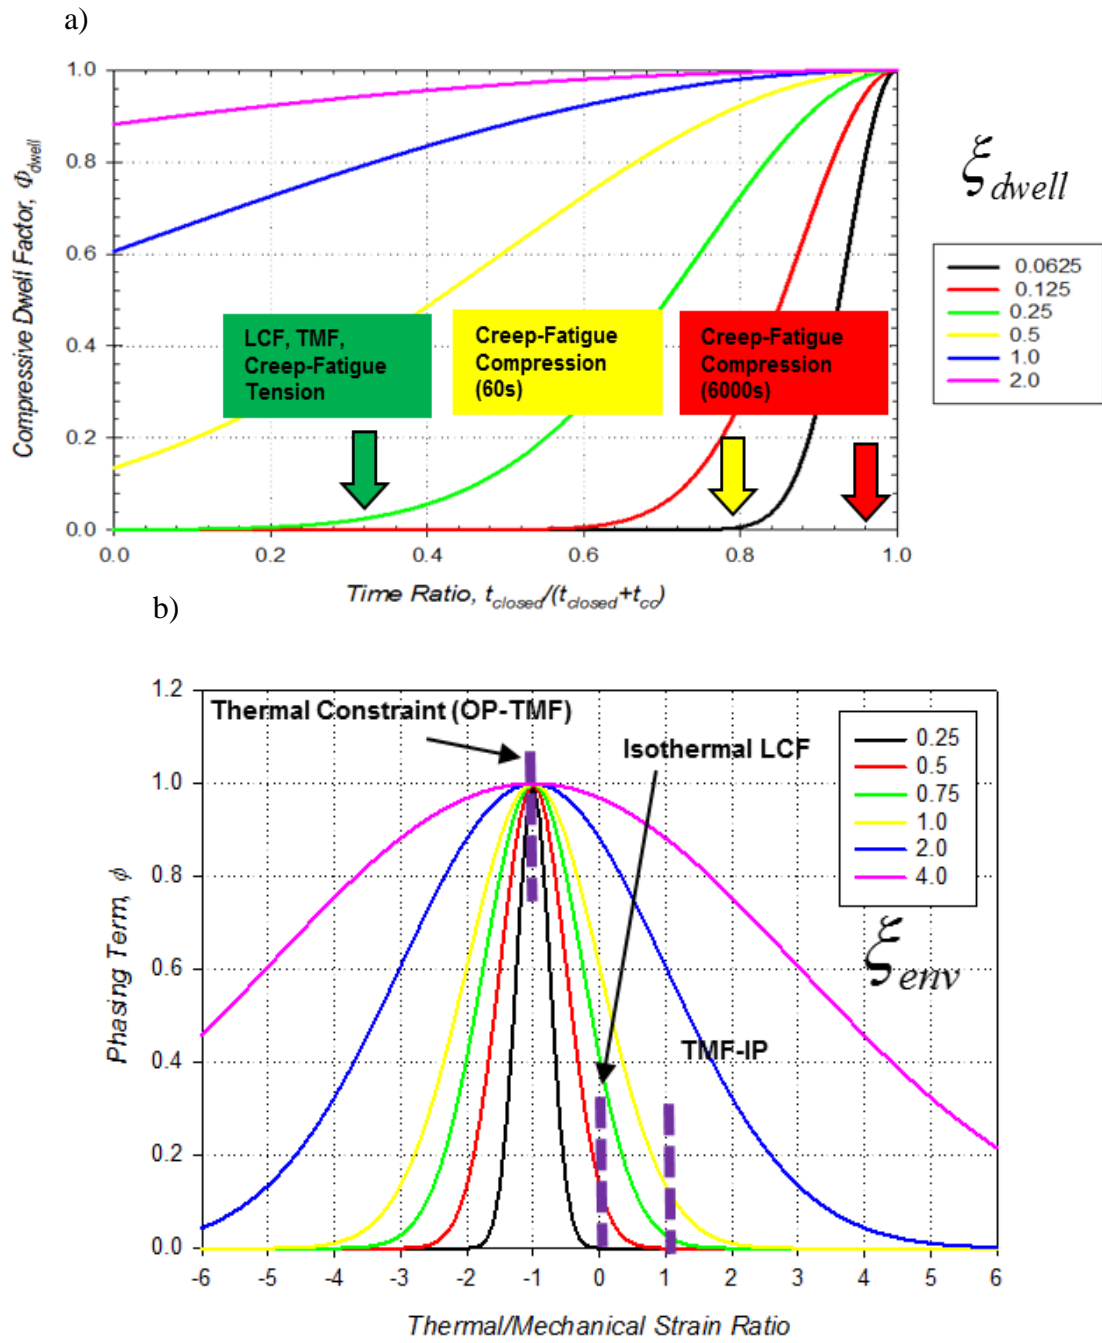 a)
1.0
0.8
0.6
0.4
0.2
0.0
Compressive Dwell Factor, Φdwell
LCF, TMF,
Creep-Fatigue
Tension
Creep-Fatigue
Compression
(60s)
Creep-Fatigue
Compression
(6000s)
0.0 0.2 0.4 0.6 0.8 1.0
Time Ratio, tclosed/(tclosed+tco)
ξdwell
0.0625
0.125
0.25
0.5
1.0
2.0
b)
1.2
1.0
0.8
0.6
0.4
0.2
0.0
Phasing Term, ϕ
Thermal Constraint (OP-TMF)
Isothermal LCF
TMF-IP
0.25
0.5
0.75
1.0
2.0
4.0
ξenv
-6 -5 -4 -3 -2 -1 0 1 2 3 4 5 6
Thermal/Mechanical Strain Ratio